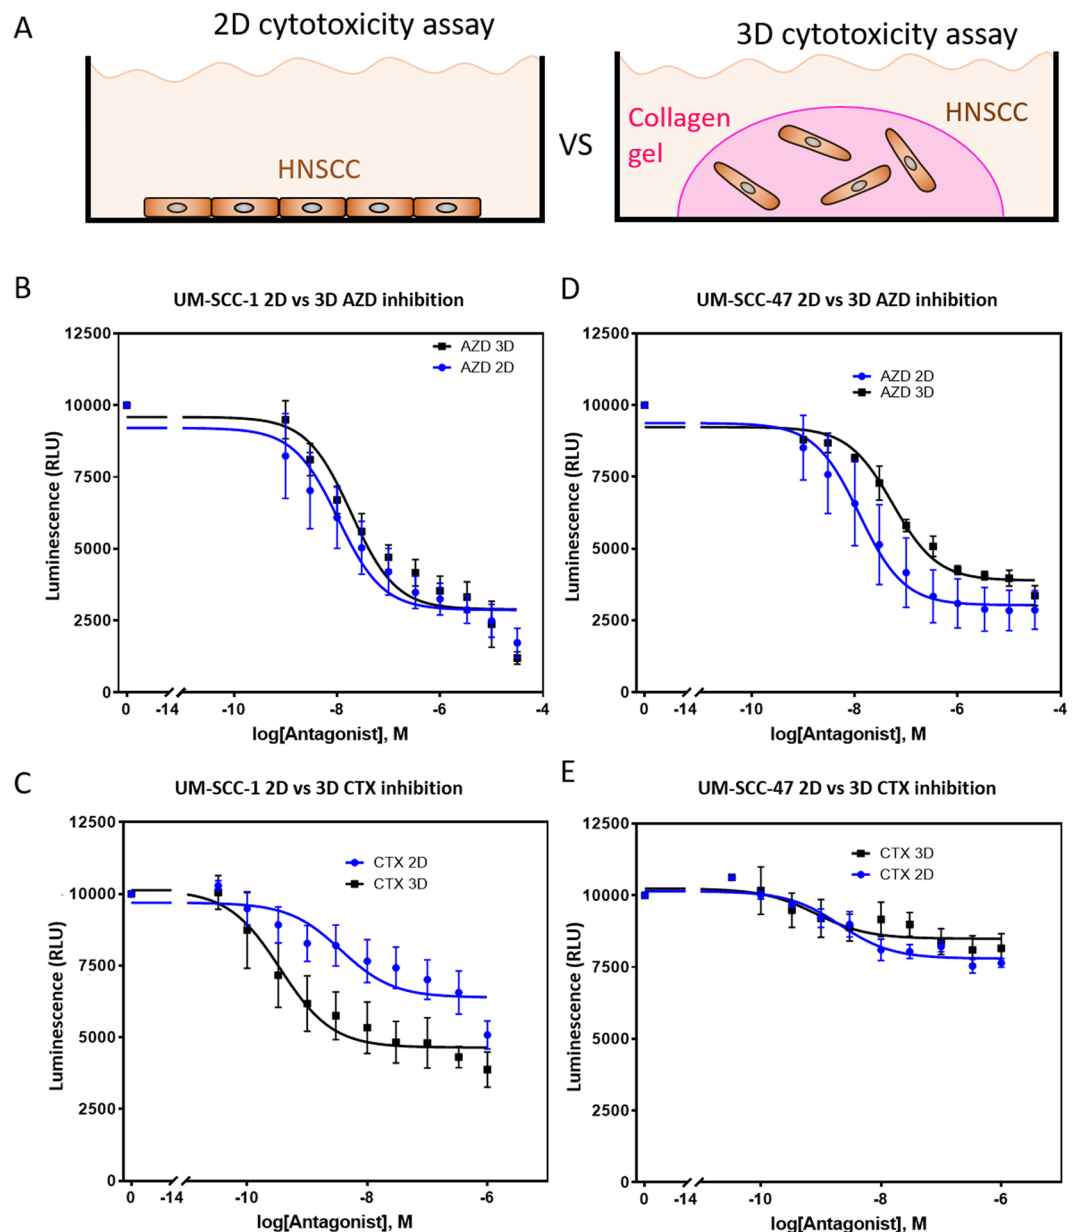 A
2D cytotoxicity assay
HNSCC
VS
3D cytotoxicity assay
Collagen
gel
HNSCC
B
UM-SCC-1 2D vs 3D AZD inhibition
Luminescence (RLU)
12500
10000
7500
5000
2500
0
AZD 3D
AZD 2D
0 -14 -10 -8 -6 -4
log[Antagonist], M
D
UM-SCC-47 2D vs 3D AZD inhibition
Luminescence (RLU)
12500
10000
7500
5000
2500
0
AZD 2D
AZD 3D
0 -14 -10 -8 -6 -4
log[Antagonist], M
C
UM-SCC-1 2D vs 3D CTX inhibition
Luminescence (RLU)
12500
10000
7500
5000
2500
0
CTX 2D
CTX 3D
0 -14 -10 -8 -6
log[Antagonist], M
E
UM-SCC-47 2D vs 3D CTX inhibition
Luminescence (RLU)
12500
10000
7500
5000
2500
0
CTX 3D
CTX 2D
0 -14 -10 -8 -6
log[Antagonist], M